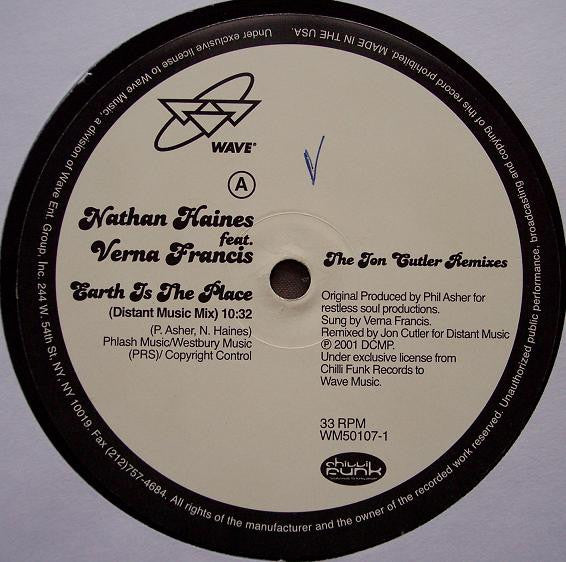 WAVE®
A
V
Nathan Haines
feat.
Verna Francis
Earth Is The Place
(Distant Music Mix) 10:32
(P. Asher, N. Haines)
Phlash Music/Westbury Music
(PRS)/ Copyright Control
The Jon Cutler Remixes
Original Produced by Phil Asher for
restless soul productions.
Sung by Verna Francis.
Remixed by Jon Cutler for Distant Music
℗ 2001 DCMP.
Under exclusive license from
Chilli Funk Records to
Wave Music.
33 RPM
WM50107-1
chilli
funk
Under exclusive license to Wave Music, a division of Wave Ent. Group, Inc. 244 W. 54th St, NY, NY 10019. Fax (212)757-4684. All rights of the manufacturer and the owner of the recorded work reserved. Unauthorized public performance, broadcasting and copying of this record prohibited. MADE IN THE USA.